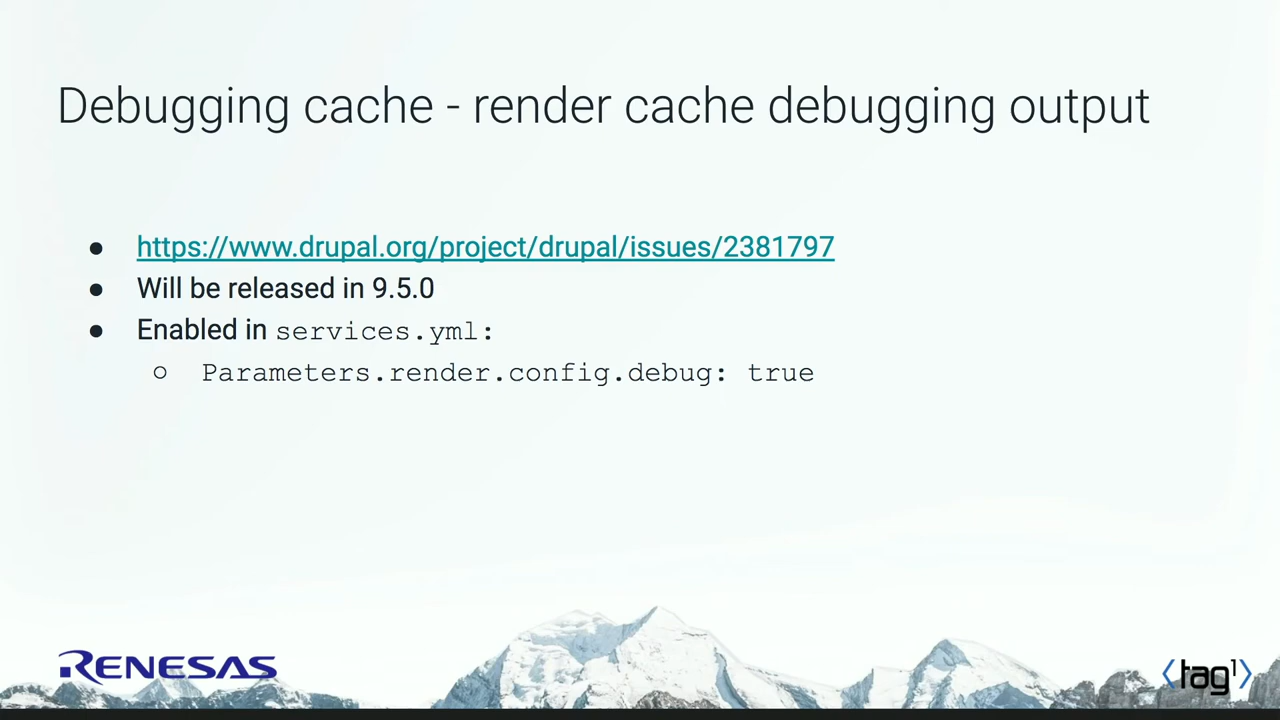 Debugging cache - render cache debugging output
● https://www.drupal.org/project/drupal/issues/2381797
● Will be released in 9.5.0
● Enabled in services.yml:
○ Parameters.render.config.debug: true
RENESAS
⟨tag1⟩